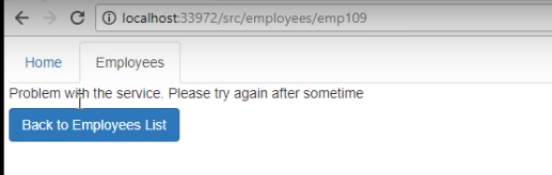 localhost:33972/src/employees/emp109
Home Employees
Problem with the service. Please try again after sometime
Back to Employees List